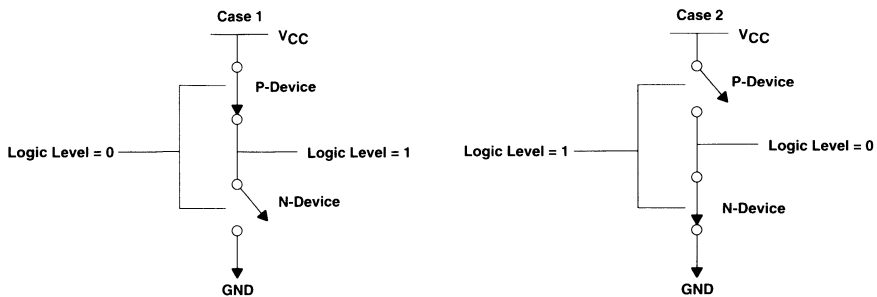 Case 1
VCC
P-Device
Logic Level = 0
Logic Level = 1
N-Device
GND
Case 2
VCC
P-Device
Logic Level = 1
Logic Level = 0
N-Device
GND